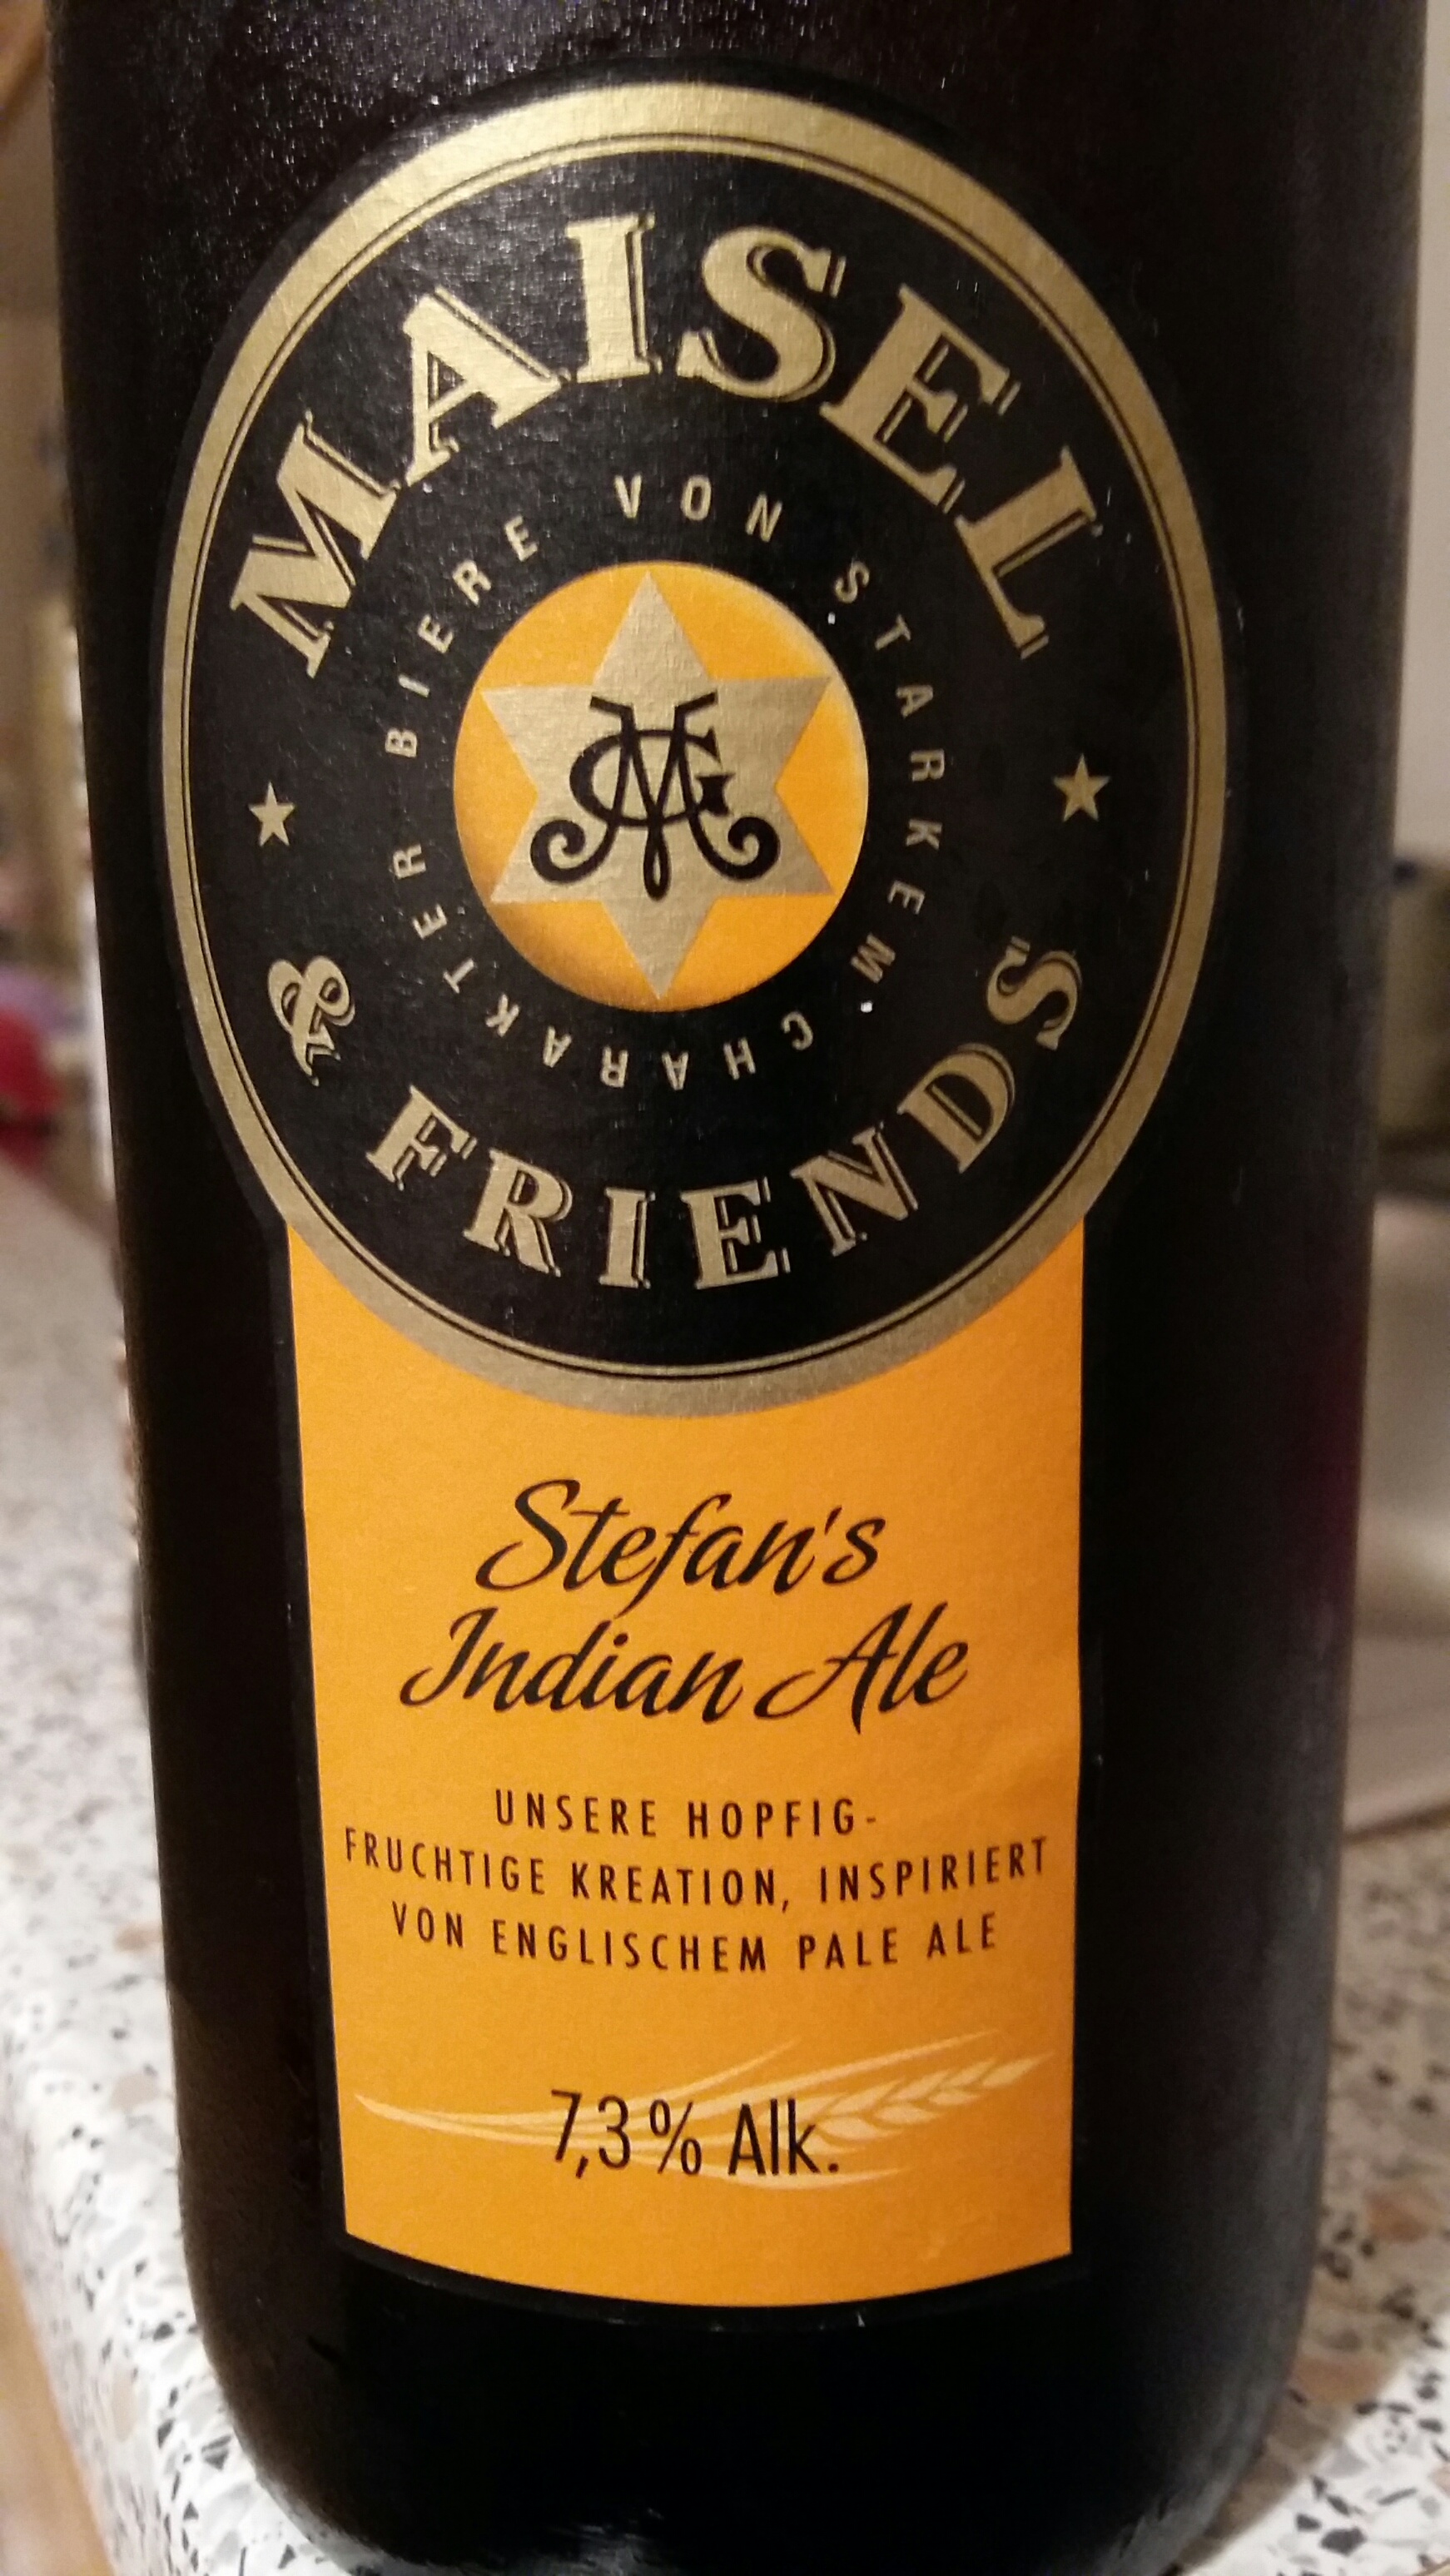 MAISEL
& FRIENDS
BIERE VON STARKEM CHARAKTER
MG
Stefan's
Indian Ale
UNSERE HOPFIG-
FRUCHTIGE KREATION, INSPIRIERT
VON ENGLISCHEM PALE ALE
7,3% Alk.